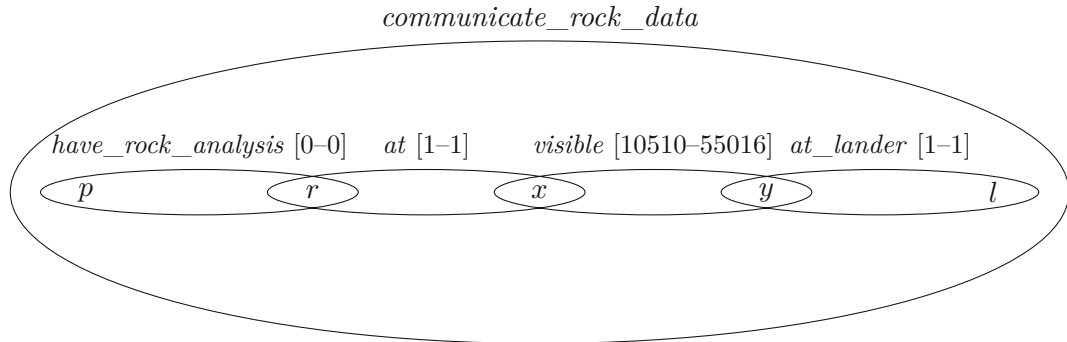 communicate_rock_data
have_rock_analysis [0–0] at [1–1] visible [10510–55016] at_lander [1–1]
p r x y l